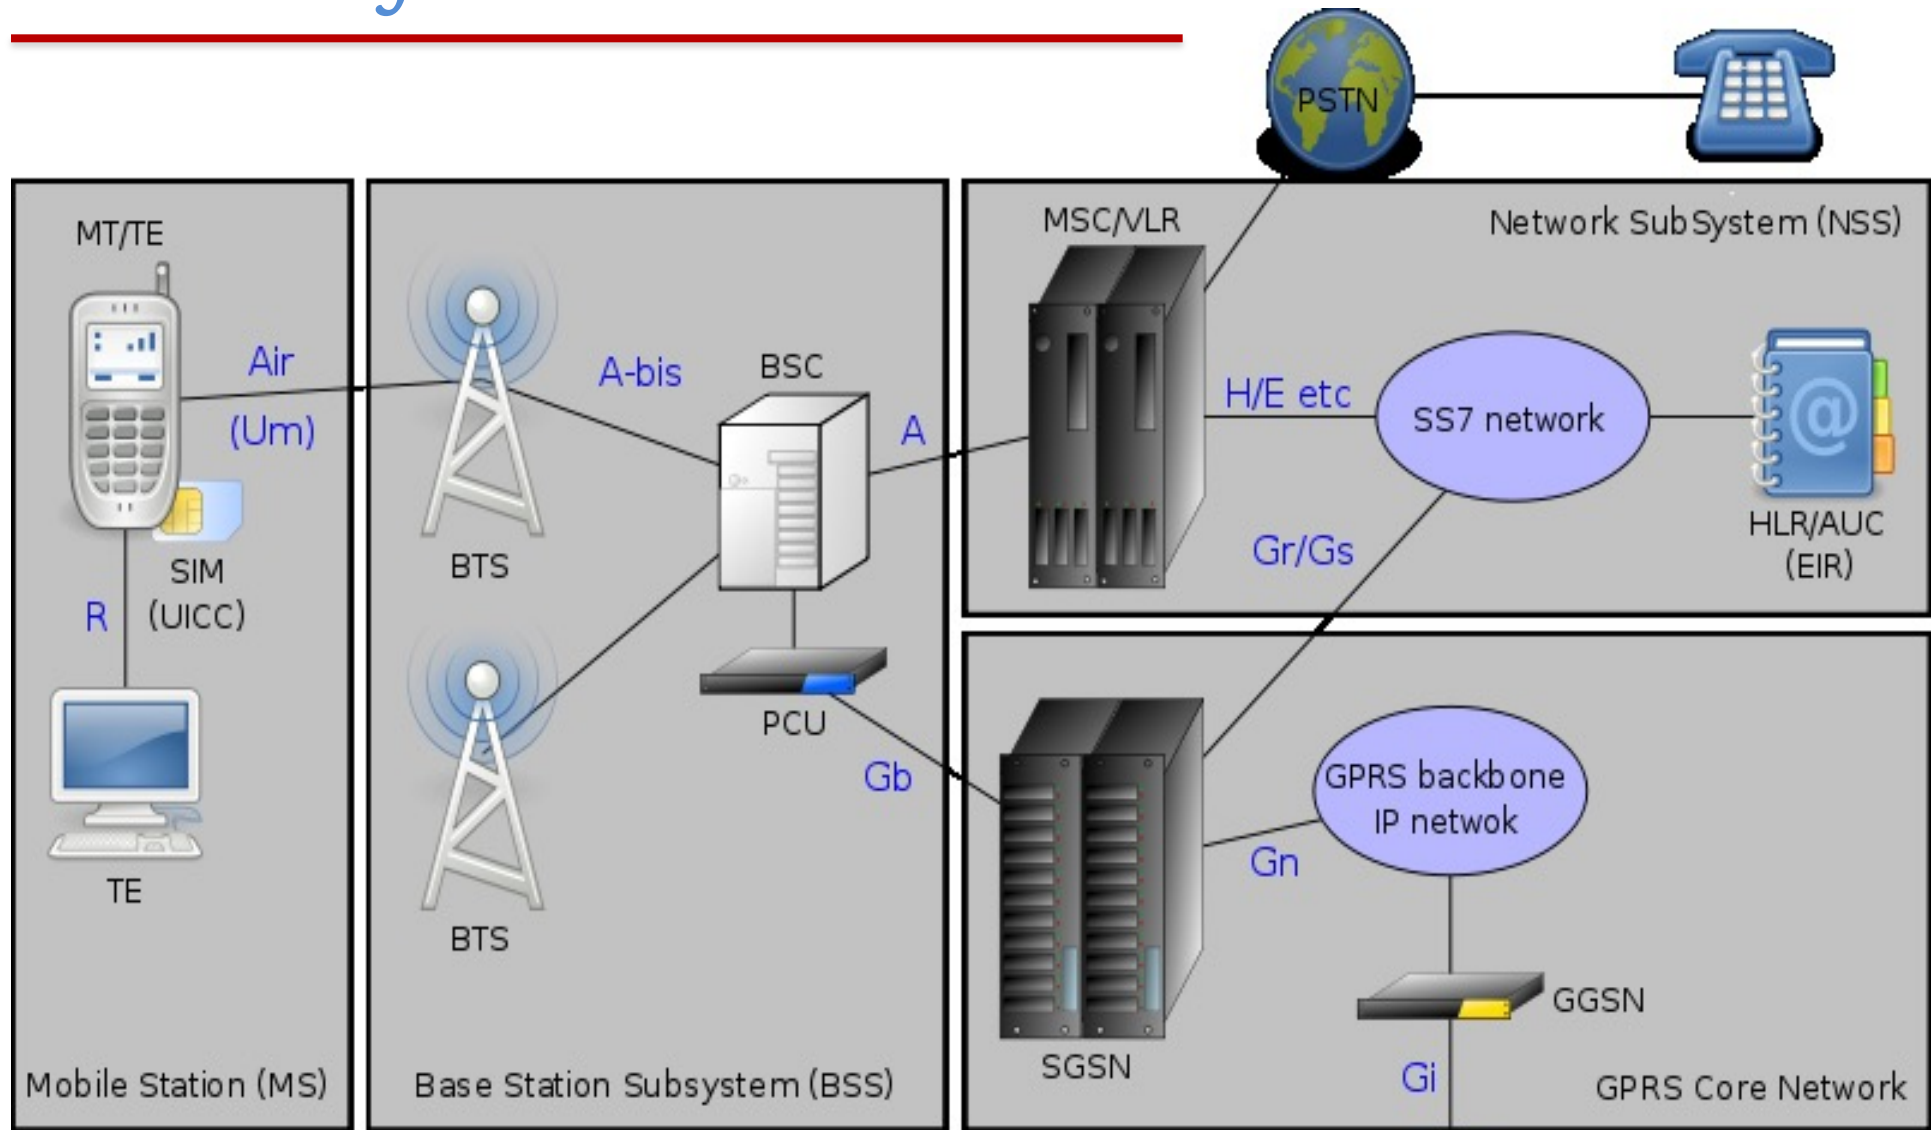 PSTN
MT/TE
Air
(Um)
SIM
(UICC)
R
TE
Mobile Station (MS)
A-bis
BSC
A
BTS
PCU
Gb
BTS
Base Station Subsystem (BSS)
MSC/VLR
Network SubSystem (NSS)
H/E etc
SS7 network
HLR/AUC
(EIR)
Gr/Gs
GPRS backbone
IP netwok
Gn
SGSN
GGSN
Gi
GPRS Core Network